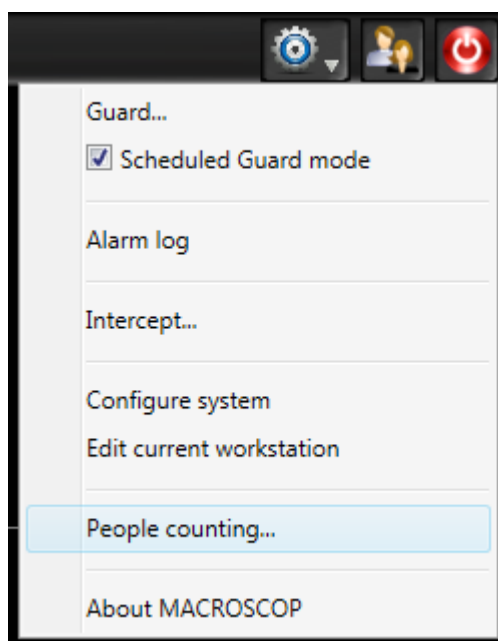 Guard...
Scheduled Guard mode
Alarm log
Intercept...
Configure system
Edit current workstation
People counting...
About MACROSCOP